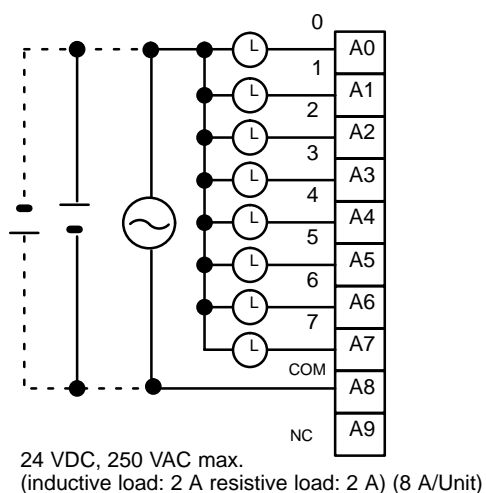 0
L A0
1
L A1
2
L A2
3
L A3
4
L A4
5
L A5
6
L A6
7
L A7
COM
A8
NC A9
24 VDC, 250 VAC max.
(inductive load: 2 A resistive load: 2 A) (8 A/Unit)